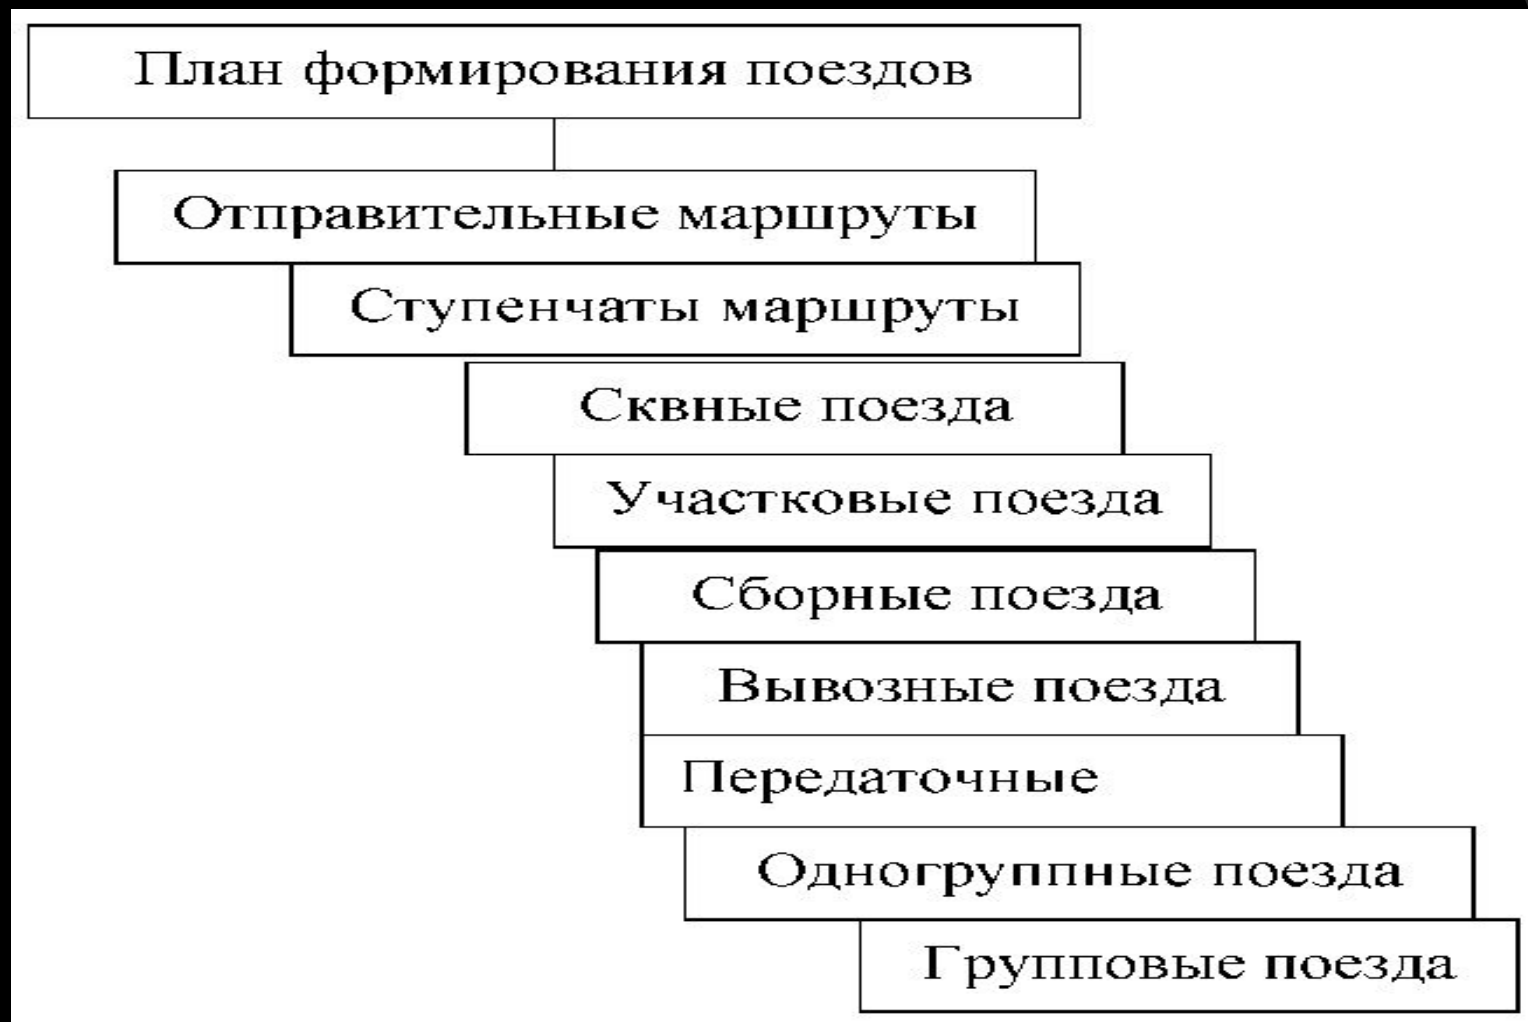 План формирования поездов
Отправительные маршруты
Ступенчаты маршруты
Сквные поезда
Участковые поезда
Сборные поезда
Вывозные поезда
Передаточные
Одногруппные поезда
Групповые поезда